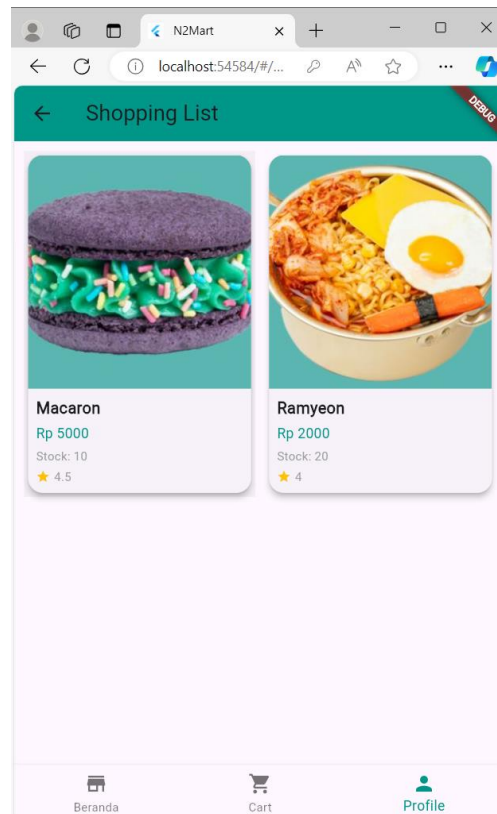 N2Mart
localhost:54584/#/...
Shopping List
DEBUG
Macaron
Rp 5000
Stock: 10
4.5
Ramyeon
Rp 2000
Stock: 20
4
Beranda
Cart
Profile